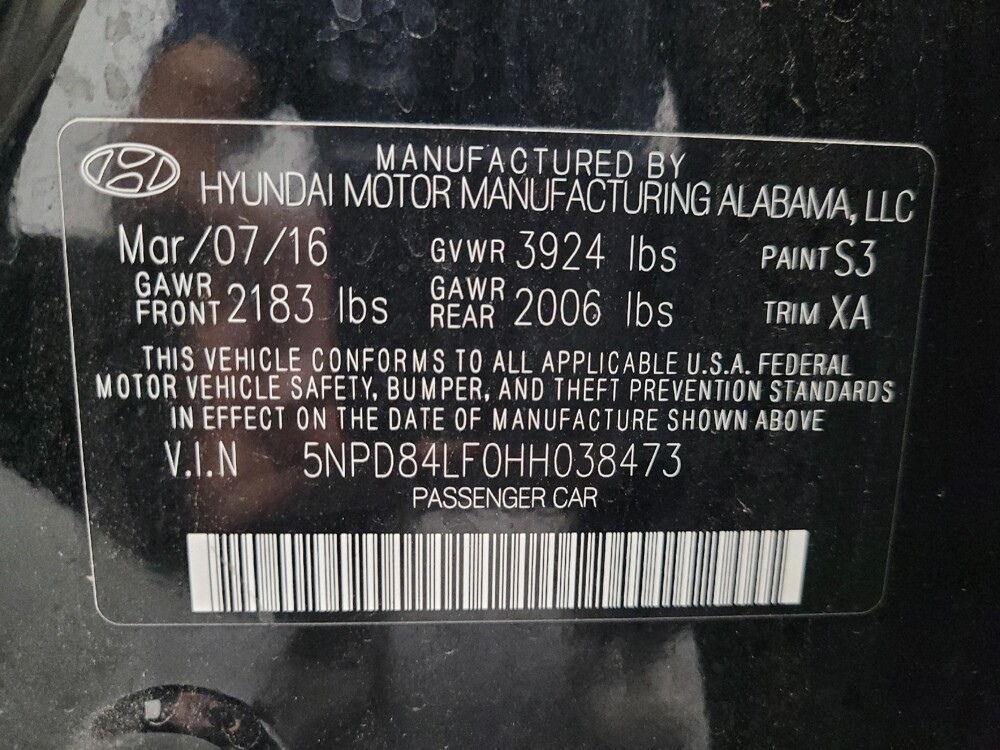 MANUFACTURED BY
HYUNDAI MOTOR MANUFACTURING ALABAMA, LLC
Mar/07/16 GVWR 3924 lbs PAINT S3
GAWR FRONT 2183 lbs GAWR REAR 2006 lbs TRIM XA
THIS VEHICLE CONFORMS TO ALL APPLICABLE U.S.A. FEDERAL
MOTOR VEHICLE SAFETY, BUMPER, AND THEFT PREVENTION STANDARDS
IN EFFECT ON THE DATE OF MANUFACTURE SHOWN ABOVE
V.I.N 5NPD84LF0HH038473
PASSENGER CAR